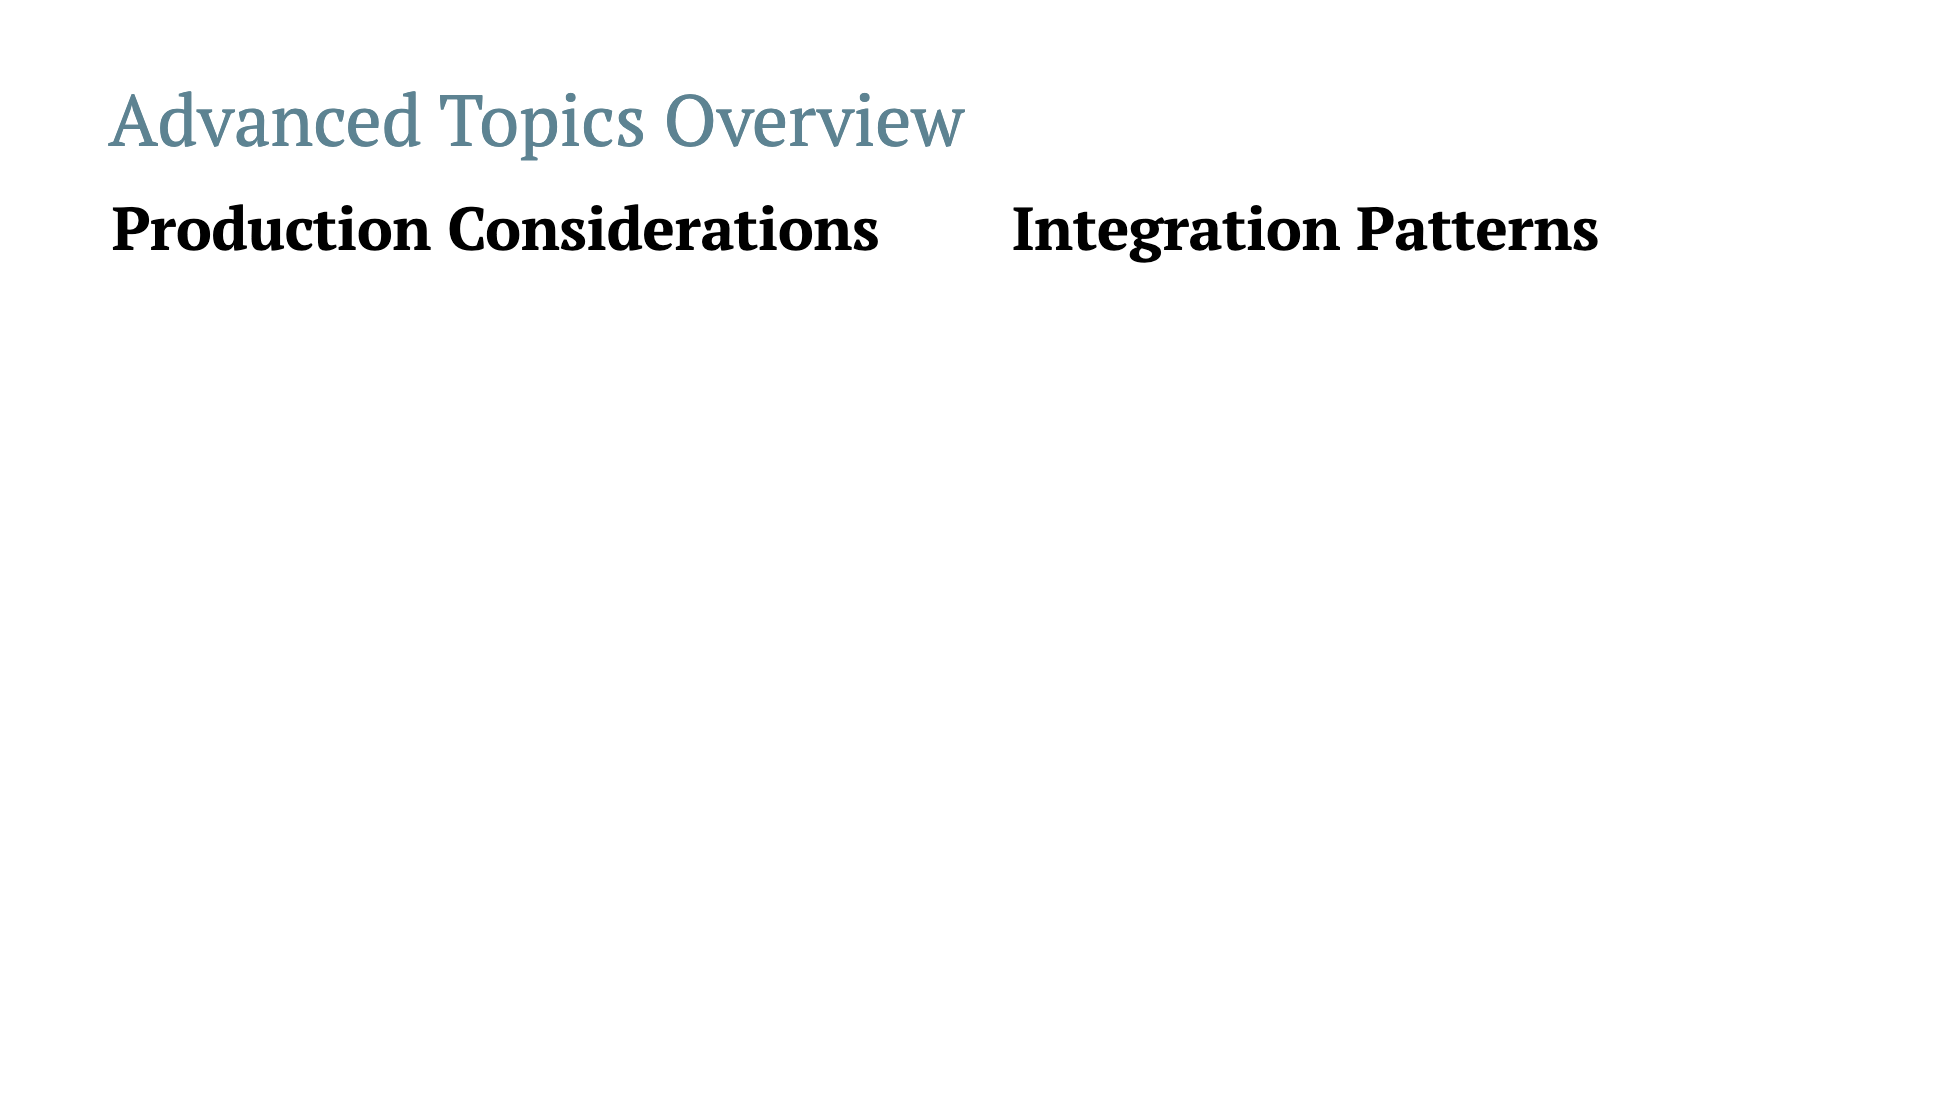 Advanced Topics Overview
Production Considerations
Integration Patterns